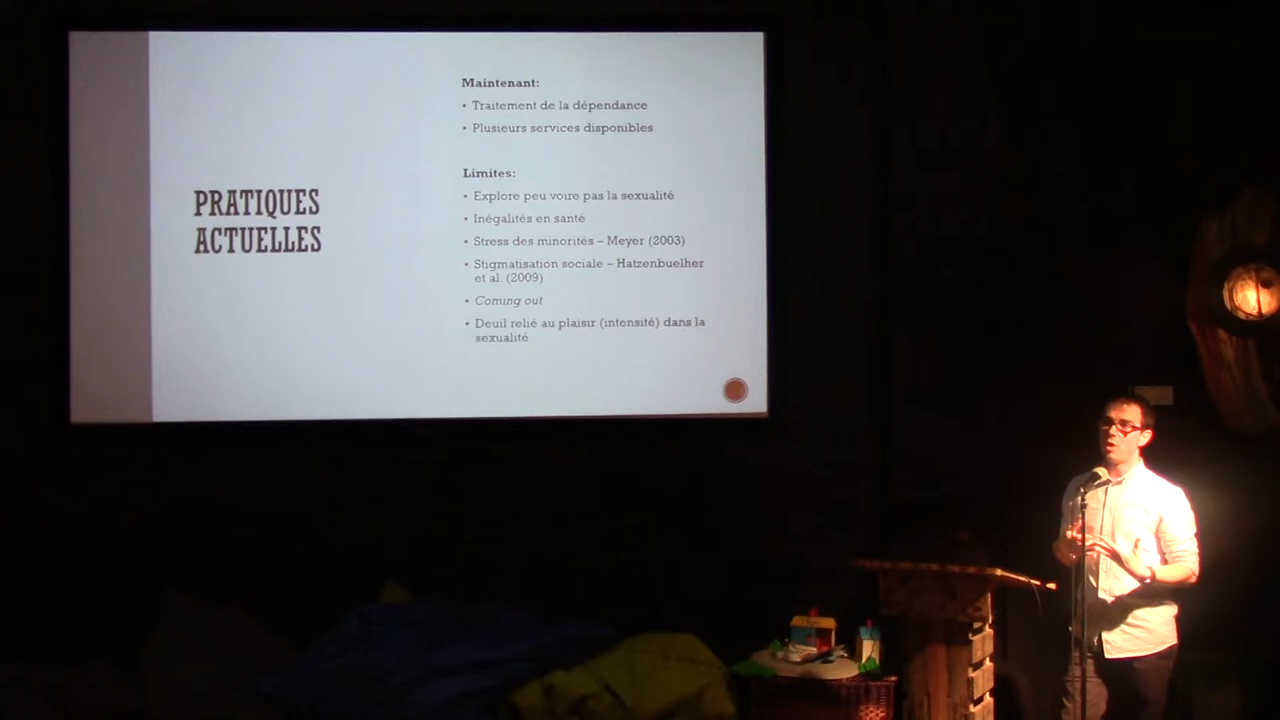 PRATIQUES
ACTUELLES
Maintenant:
• Traitement de la dépendance
• Plusieurs services disponibles
Limites:
• Explore peu voire pas la sexualité
• Inégalités en santé
• Stress des minorités – Meyer (2003)
• Stigmatisation sociale – Hatzenbuelher
et al. (2009)
• Coming out
• Deuil relié au plaisir (intensité) dans la
sexualité